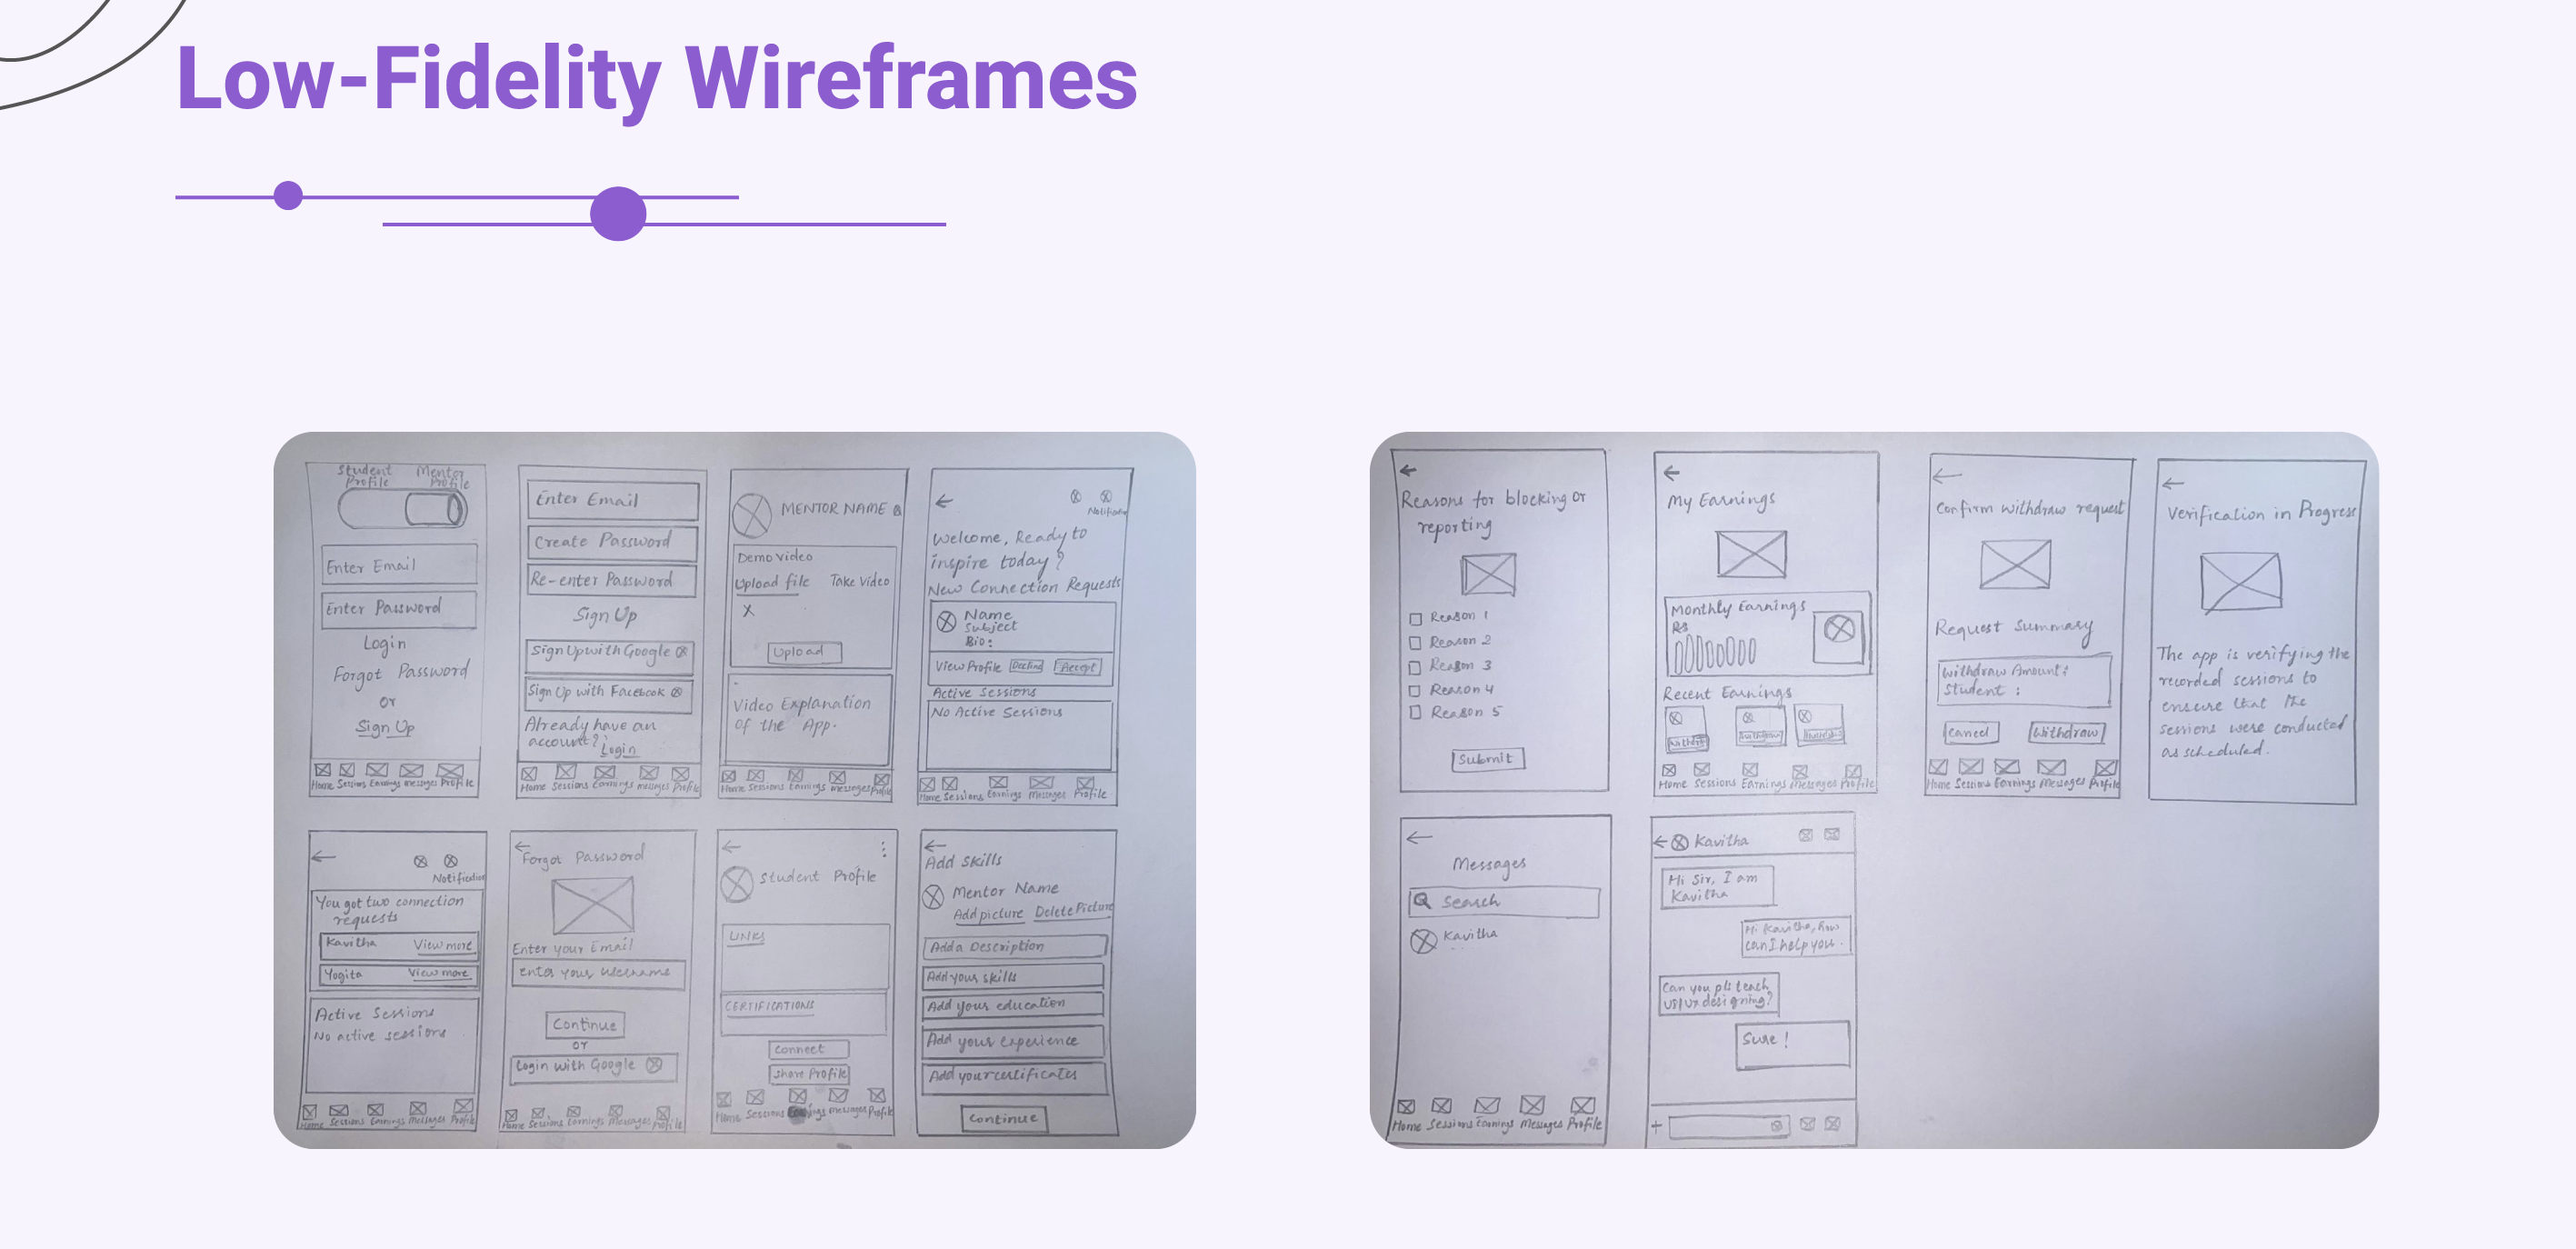 Low-Fidelity Wireframes
Student Profile
Mentor Profile
Enter Email
Enter Password
Login
Forgot Password
or
Sign Up
Home Sessions Earnings Messages Profile
Enter Email
Create Password
Re-enter Password
Sign Up
Sign Up with Google
Sign Up with Facebook
Already have an
account?
Login
Home Sessions Earnings Messages Profile
MENTOR NAME
Demo video
Upload file Take Video
X
Upload
Video Explanation
of the App.
Home Sessions Earnings Messages Profile
Notification
Welcome, Ready to
inspire today?
New Connection Requests
Name
Subject
Bio:
View Profile Decline Accept
Active Sessions
No Active Sessions
Home Sessions Earnings Messages Profile
Notification
You got two connection
requests
Kavitha View more
Yogita View more
Active Sessions
No active sessions.
Home Sessions Earnings Messages Profile
Forgot Password
Enter your Email
enter your username
Continue
or
Login with Google
Home Sessions Earnings Messages Profile
Student Profile
LINKS
CERTIFICATIONS
Connect
Share Profile
Home Sessions Earnings Messages Profile
Add Skills
Mentor Name
Add picture Delete Picture
Add a Description
Add your skills
Add your education
Add your experience
Add your certificates
Continue
Reasons for blocking or
reporting
Reason 1
Reason 2
Reason 3
Reason 4
Reason 5
Submit
My Earnings
Monthly Earnings
Rs
Recent Earnings
Withdraw
Home Sessions Earnings Messages Profile
Confirm withdraw request
Request Summary
Withdraw Amount:
Student :
Cancel Withdraw
Home Sessions Earnings Messages Profile
Verification in Progress
The app is verifying the
recorded sessions to
ensure that the
sessions were conducted
as scheduled.
Messages
Search
Kavitha
Home Sessions Earnings Messages Profile
Kavitha
Hi Sir, I am
Kavitha
Hi Kavitha, how
can I help you.
Can you pls teach
UI/UX designing?
Sure !
+